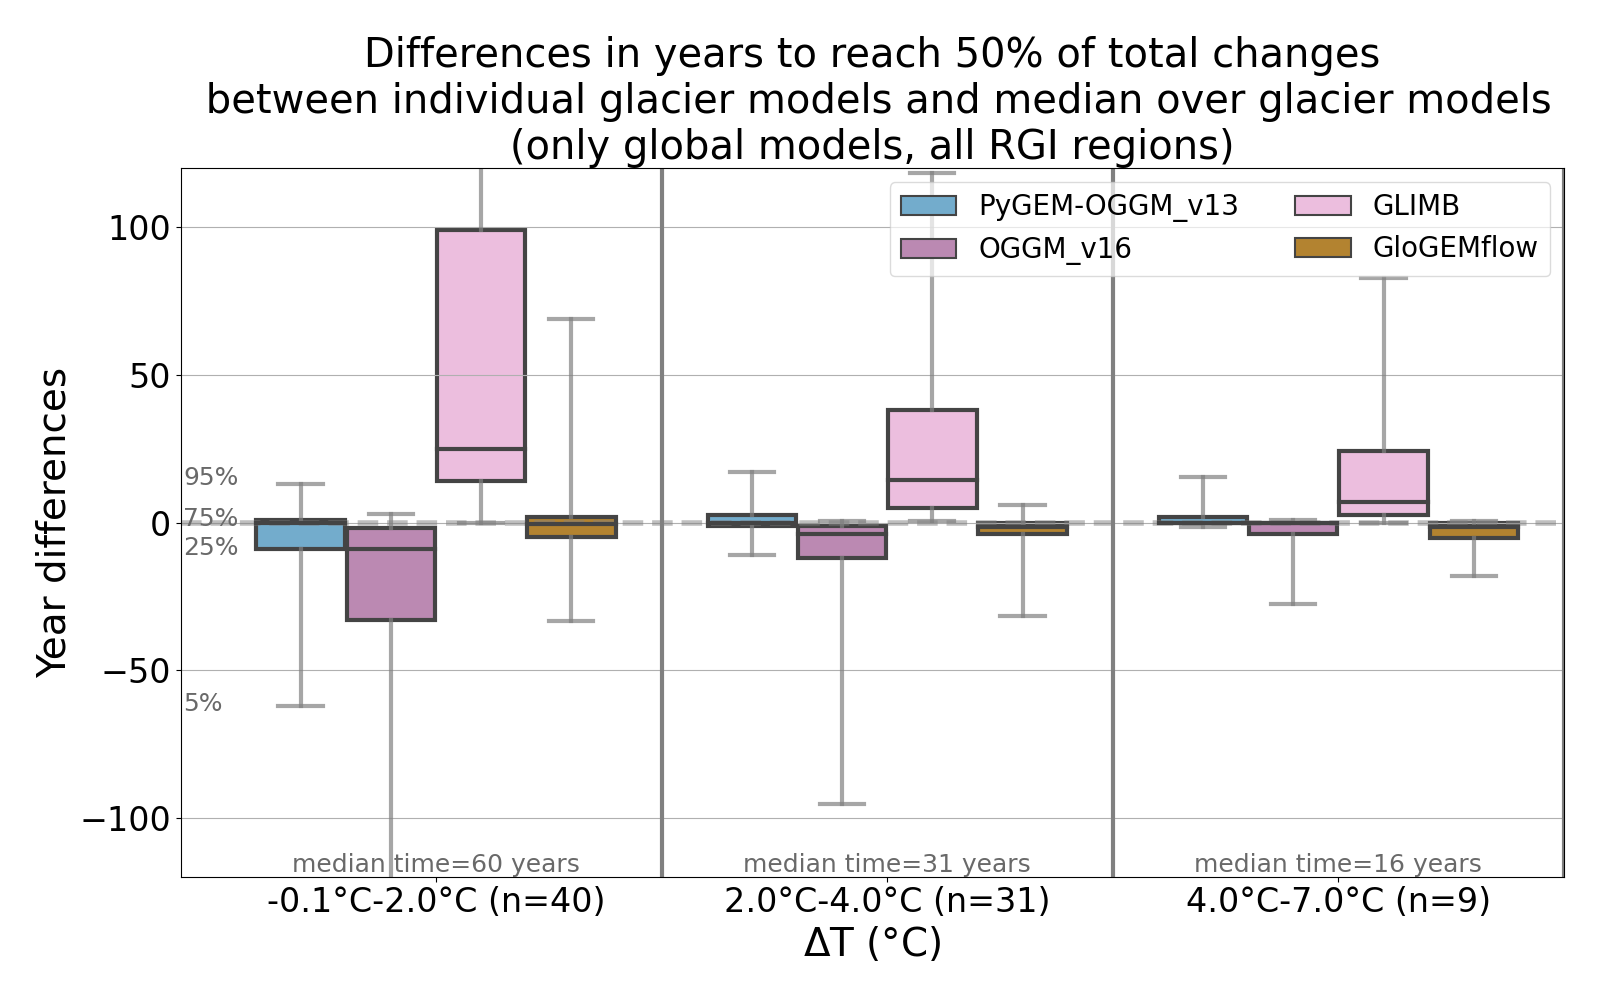 Differences in years to reach 50% of total changes
between individual glacier models and median over glacier models
(only global models, all RGI regions)
PyGEM-OGGM_v13
GLIMB
OGGM_v16
GloGEMflow
100
50
0
−50
−100
Year differences
95%
75%
25%
5%
median time=60 years
median time=31 years
median time=16 years
-0.1°C-2.0°C (n=40)
2.0°C-4.0°C (n=31)
4.0°C-7.0°C (n=9)
ΔT (°C)